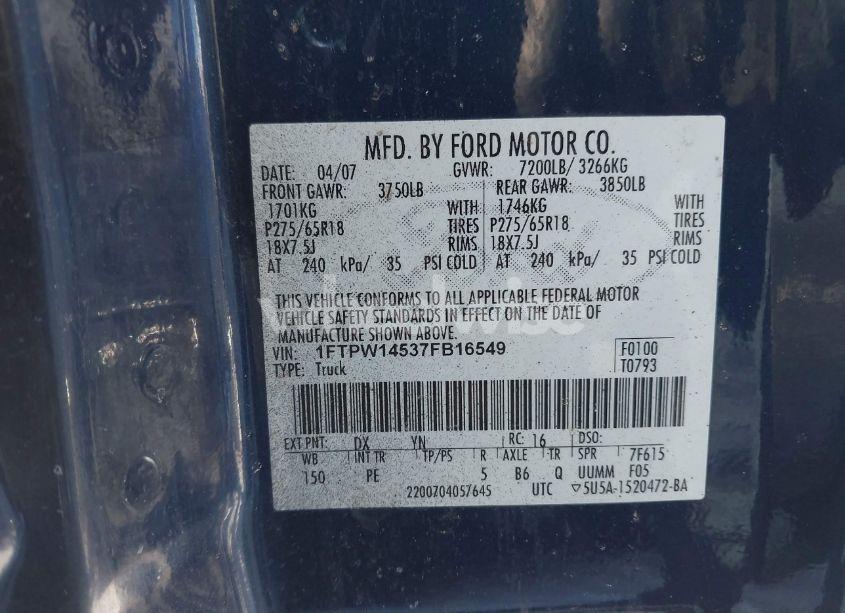 MFD. BY FORD MOTOR CO.
DATE: 04/07 GVWR: 7200LB/ 3266KG
FRONT GAWR: 3750LB REAR GAWR: 3850LB
1701KG WITH 1746KG WITH
P275/65R18 TIRES P275/65R18 TIRES
18X7.5J RIMS 18X7.5J RIMS
AT 240 kPa/ 35 PSI COLD AT 240 kPa/ 35 PSI COLD
THIS VEHICLE CONFORMS TO ALL APPLICABLE FEDERAL MOTOR
VEHICLE SAFETY STANDARDS IN EFFECT ON THE DATE OF
MANUFACTURE SHOWN ABOVE.
VIN: 1FTPW14537FB16549 F0100
TYPE: Truck T0793
EXT PNT: DX YN RC: 16 DSO:
WB INT TR TP/PS R AXLE TR SPR 7F615
150 PE 5 B6 Q UUMM F05
2200704057645 UTC ▽5U5A-1520472-BA